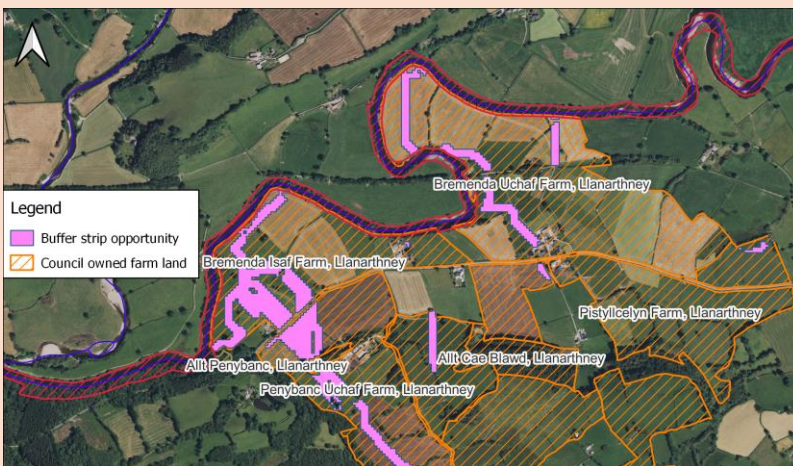 Bremenda Uchaf Farm, Llanarthney
Legend
Buffer strip opportunity
Council owned farm land
Bremenda Isaf Farm, Llanarthney
Pistyllcelyn Farm, Llanarthney
Allt Cae Blawd, Llanarthney
Allt Penybanc, Llanarthney
Penybanc Uchaf Farm, Llanarthney